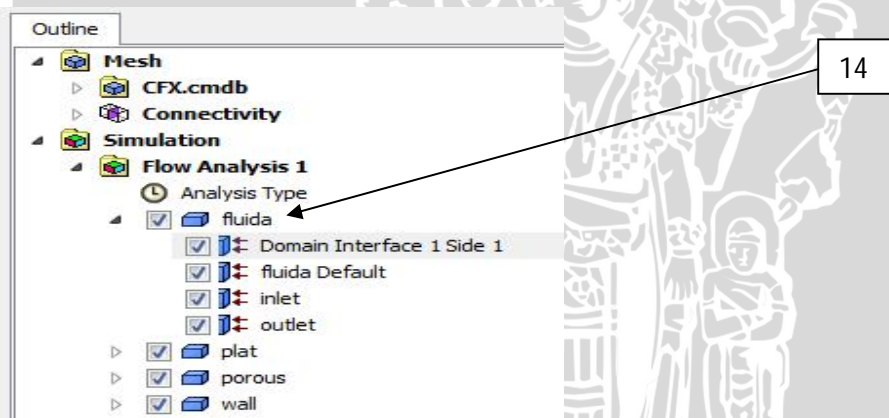 Outline
Mesh
CFX.cmdb
Connectivity
Simulation
Flow Analysis 1
Analysis Type
fluida
Domain Interface 1 Side 1
fluida Default
inlet
outlet
plat
porous
wall
14